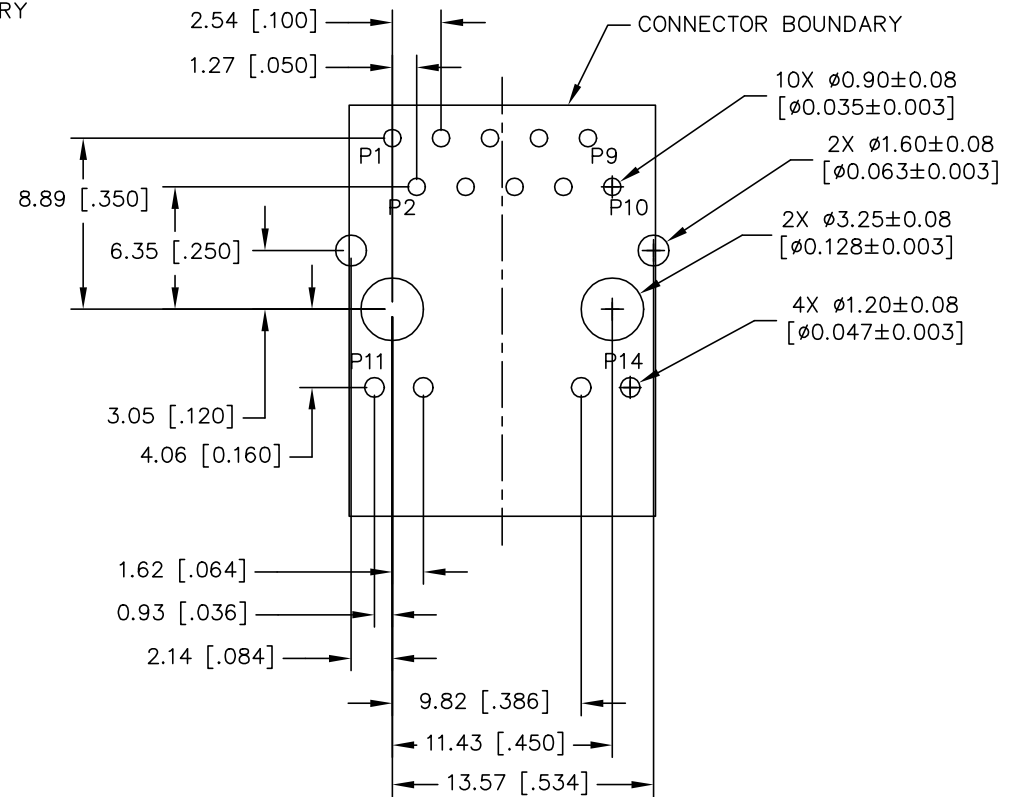 RY
2.54 [.100]
CONNECTOR BOUNDARY
1.27 [.050]
10X ø0.90±0.08
[ø0.035±0.003]
P1
P9
2X ø1.60±0.08
[ø0.063±0.003]
8.89 [.350]
P2
P10
2X ø3.25±0.08
[ø0.128±0.003]
6.35 [.250]
4X ø1.20±0.08
[ø0.047±0.003]
P11
P14
3.05 [.120]
4.06 [0.160]
1.62 [.064]
0.93 [.036]
2.14 [.084]
9.82 [.386]
11.43 [.450]
13.57 [.534]